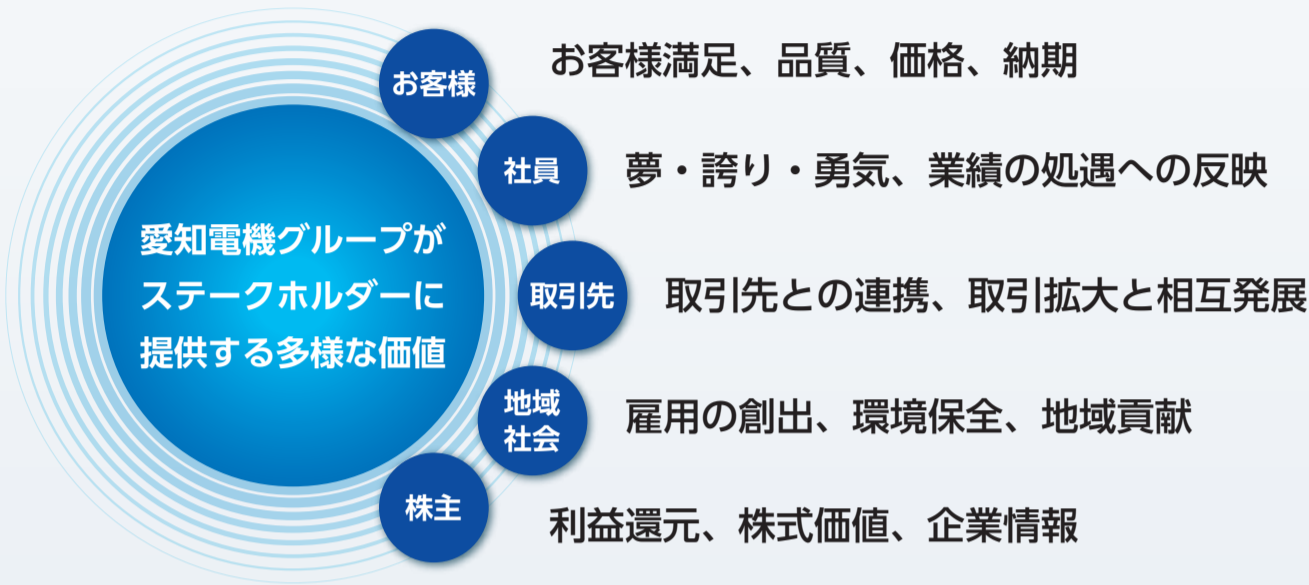 愛知電機グループが
ステークホルダーに
提供する多様な価値
お客様
お客様満足、品質、価格、納期
社員
夢・誇り・勇気、業績の処遇への反映
取引先
取引先との連携、取引拡大と相互発展
地域
社会
雇用の創出、環境保全、地域貢献
株主
利益還元、株式価値、企業情報